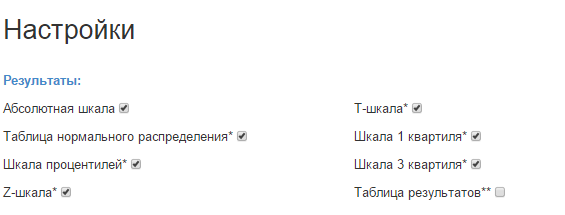 Настройки
Результаты:
Абсолютная шкала
Т-шкала*
Таблица нормального распределения*
Шкала 1 квартиля*
Шкала процентилей*
Шкала 3 квартиля*
Z-шкала*
Таблица результатов**